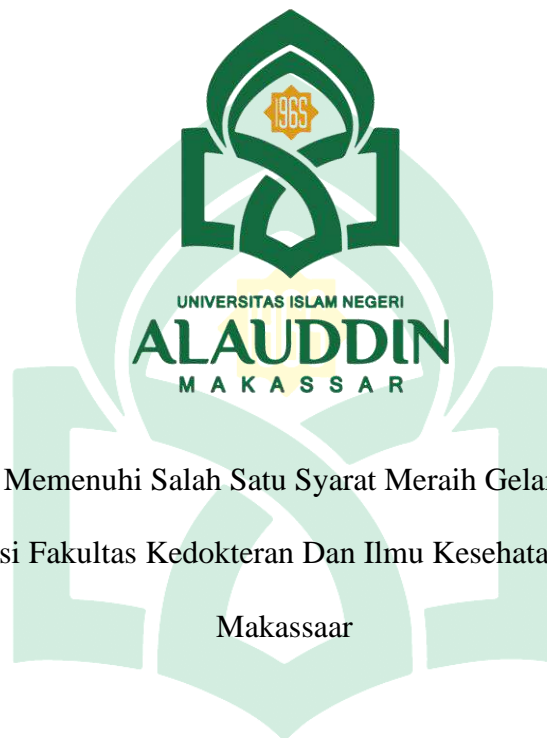 1965
UNIVERSITAS ISLAM NEGERI
ALAUDDIN
MAKASSAR
Memenuhi Salah Satu Syarat Meraih Gela
si Fakultas Kedokteran Dan Ilmu Kesehata
Makassaar